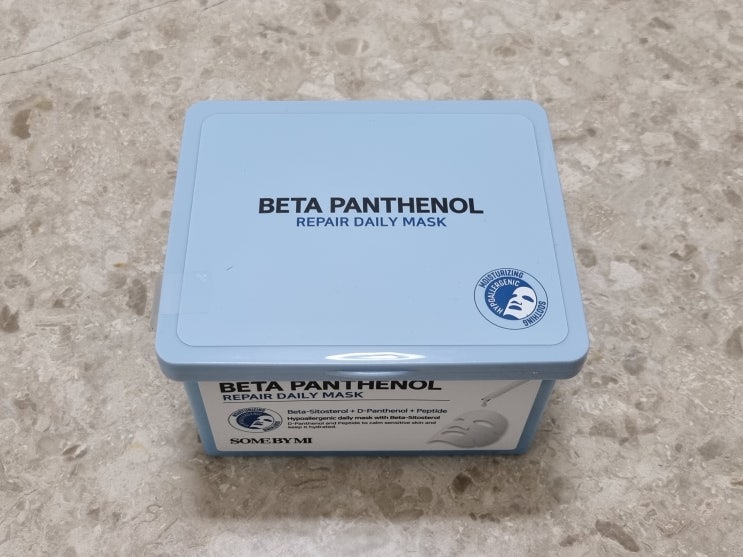 BETA PANTHENOL
REPAIR DAILY MASK
MOISTURIZING
HYPOALLERGENIC
SOOTHING
BETA PANTHENOL
REPAIR DAILY MASK
MOISTURIZING
Beta-Sitosterol + D-Panthenol + Peptide
Hypoallergenic daily mask with Beta-Sitosterol
D-Panthenol and Peptide to calm sensitive skin and
keep it hydrated.
SOME BY MI